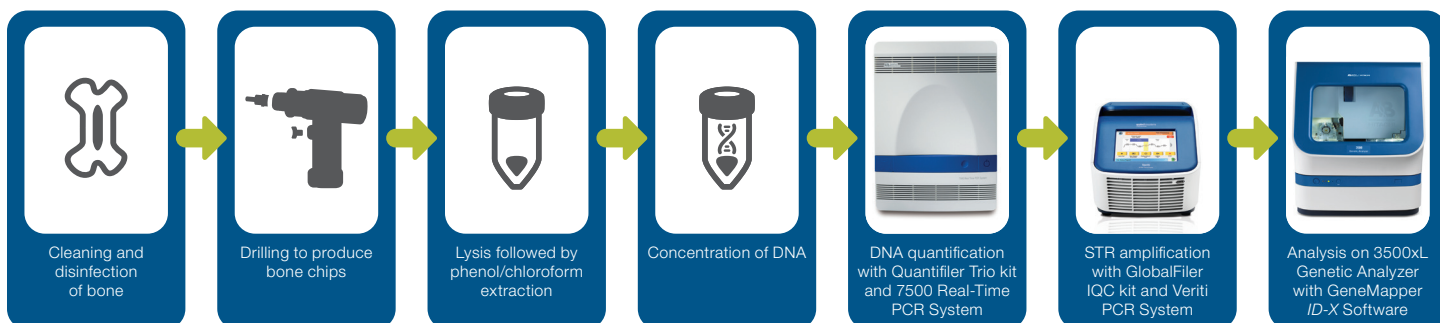 Cleaning and
disinfection
of bone
Drilling to produce
bone chips
Lysis followed by
phenol/chloroform
extraction
Concentration of DNA
DNA quantification
with Quantifiler Trio kit
and 7500 Real-Time
PCR System
STR amplification
with GlobalFiler
IQC kit and Veriti
PCR System
Analysis on 3500xL
Genetic Analyzer
with GeneMapper
ID-X Software